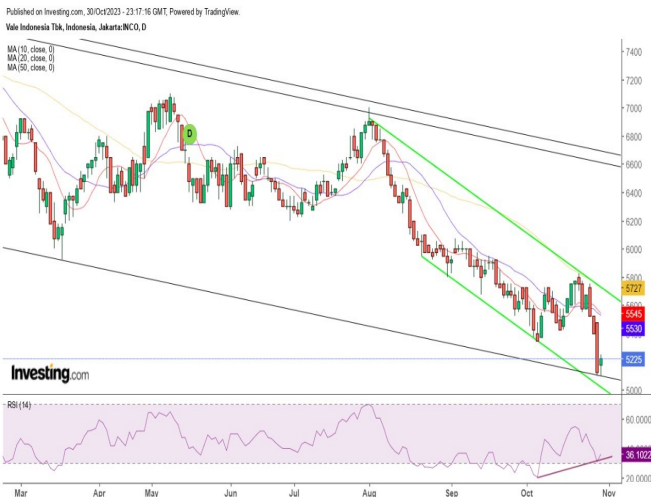 Published on Investing.com, 30/Oct/2023 - 23:17:16 GMT, Powered by TradingView.
Vale Indonesia Tbk, Indonesia, Jakarta:INCO, D
MA (10, close, 0)
MA (20, close, 0)
MA (50, close, 0)
7400
7200
7000
D
6800
6600
6400
6200
6000
5800
5727
5545
5530
5225
5000
Investing.com
RSI (14)
60.0000
36.1022
20.0000
Mar Apr May Jun Jul Aug Sep Oct Nov